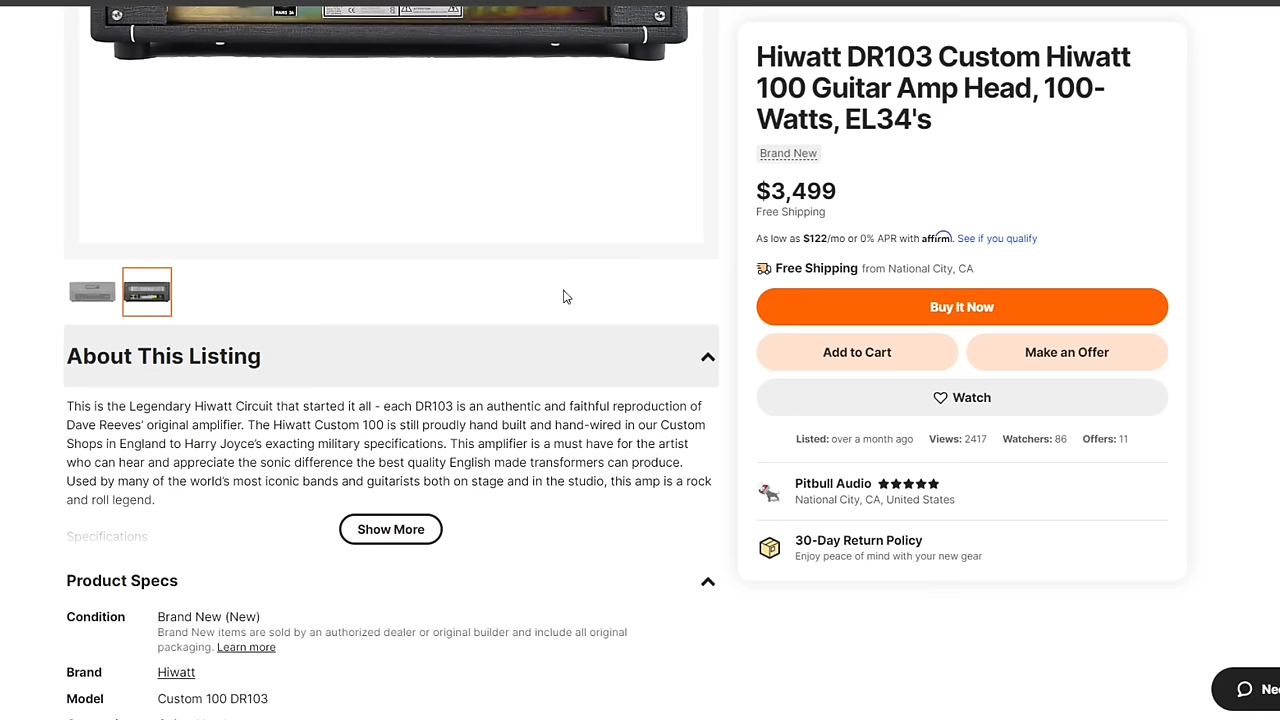 Hiwatt DR103 Custom Hiwatt
100 Guitar Amp Head, 100-
Watts, EL34's
Brand New
$3,499
Free Shipping
As low as $122/mo or 0% APR with affirm. See if you qualify
Free Shipping from National City, CA
Buy It Now
Add to Cart
Make an Offer
Watch
Listed: over a month ago Views: 2417 Watchers: 86 Offers: 11
Pitbull Audio ★★★★★
National City, CA, United States
30-Day Return Policy
Enjoy peace of mind with your new gear
About This Listing
This is the Legendary Hiwatt Circuit that started it all - each DR103 is an authentic and faithful reproduction of
Dave Reeves’ original amplifier. The Hiwatt Custom 100 is still proudly hand built and hand-wired in our Custom
Shops in England to Harry Joyce’s exacting military specifications. This amplifier is a must have for the artist
who can hear and appreciate the sonic difference the best quality English made transformers can produce.
Used by many of the world’s most iconic bands and guitarists both on stage and in the studio, this amp is a rock
and roll legend.
Specifications
Show More
Product Specs
Condition Brand New (New)
Brand New items are sold by an authorized dealer or original builder and include all original
packaging. Learn more
Brand Hiwatt
Model Custom 100 DR103